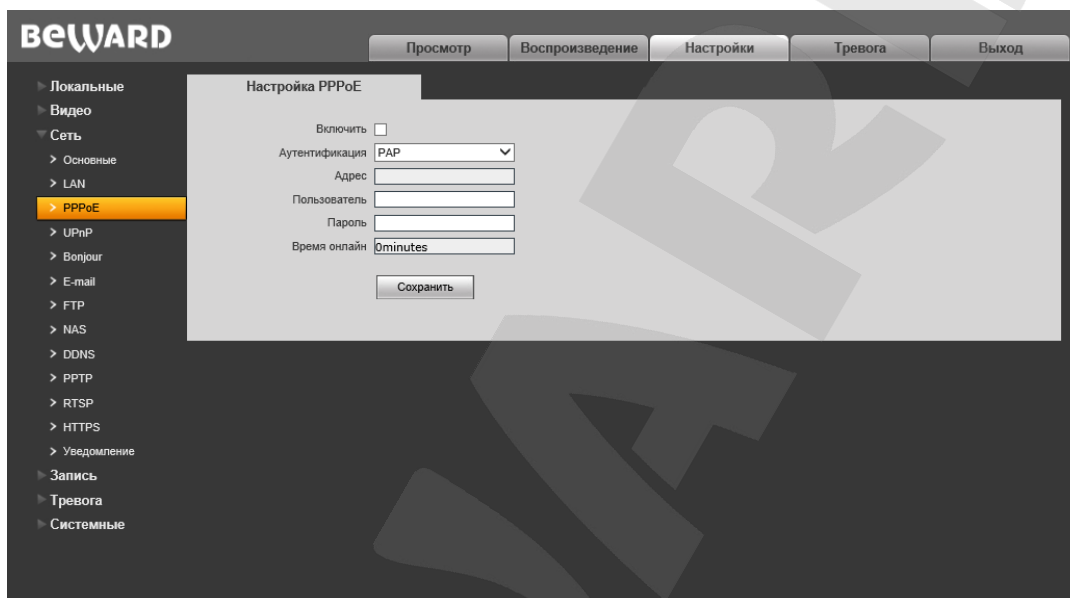 BEWARD
Просмотр Воспроизведение Настройки Тревога Выход
Локальные
Видео
Сеть
Основные
LAN
PPPoE
UPnP
Bonjour
E-mail
FTP
NAS
DDNS
PPTP
RTSP
HTTPS
Уведомление
Запись
Тревога
Системные
Настройка PPPoE
Включить
Аутентификация PAP
Адрес
Пользователь
Пароль
Время онлайн 0minutes
Сохранить